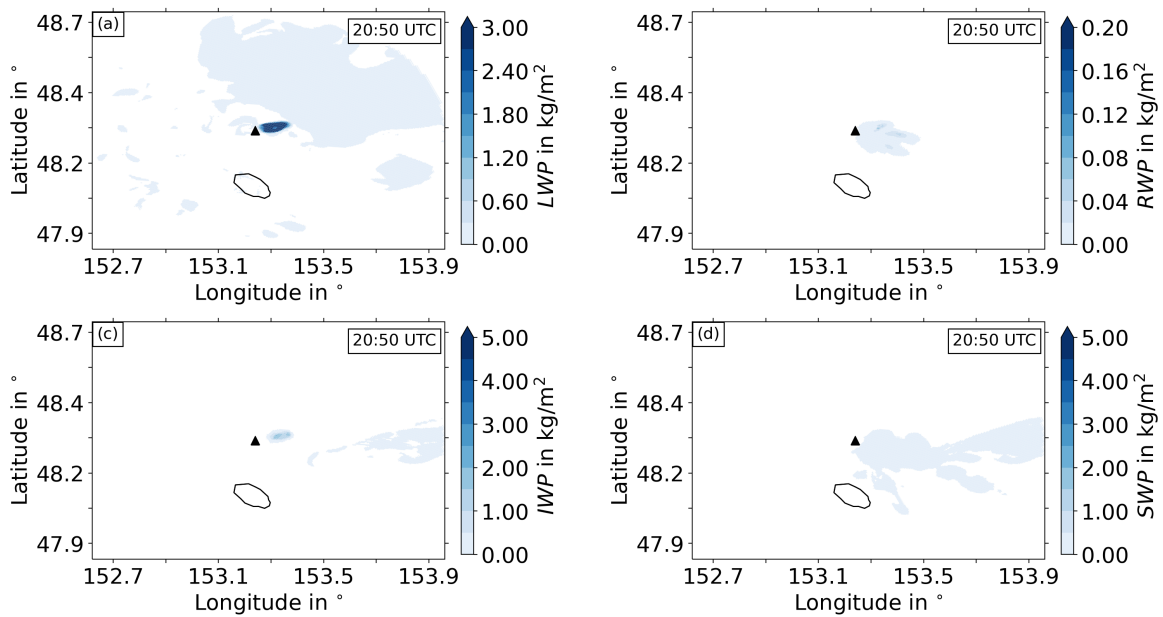 (a)
20:50 UTC
48.7
48.4
48.2
47.9
Latitude in °
152.7 153.1 153.5 153.9
Longitude in °
3.00
2.40
1.80
1.20
0.60
0.00
LWP in kg/m²
20:50 UTC
48.7
48.4
48.2
47.9
Latitude in °
152.7 153.1 153.5 153.9
Longitude in °
0.20
0.16
0.12
0.08
0.04
0.00
RWP in kg/m²
(c)
20:50 UTC
48.7
48.4
48.2
47.9
Latitude in °
152.7 153.1 153.5 153.9
Longitude in °
5.00
4.00
3.00
2.00
1.00
0.00
IWP in kg/m²
(d)
20:50 UTC
48.7
48.4
48.2
47.9
Latitude in °
152.7 153.1 153.5 153.9
Longitude in °
5.00
4.00
3.00
2.00
1.00
0.00
SWP in kg/m²